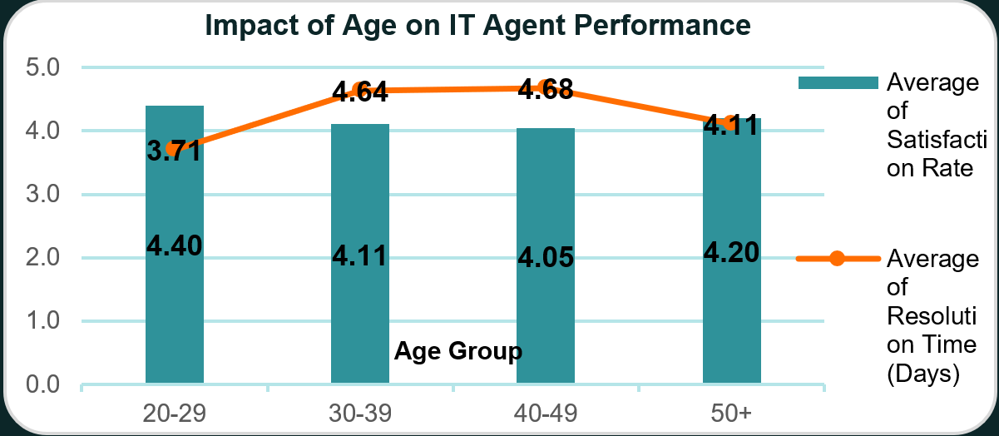 Impact of Age on IT Agent Performance
5.0
4.0
3.0
2.0
1.0
0.0
3.71
4.64
4.68
4.11
4.40
4.11
4.05
4.20
Age Group
20-29
30-39
40-49
50+
Average
of
Satisfacti
on Rate
Average
of
Resoluti
on Time
(Days)